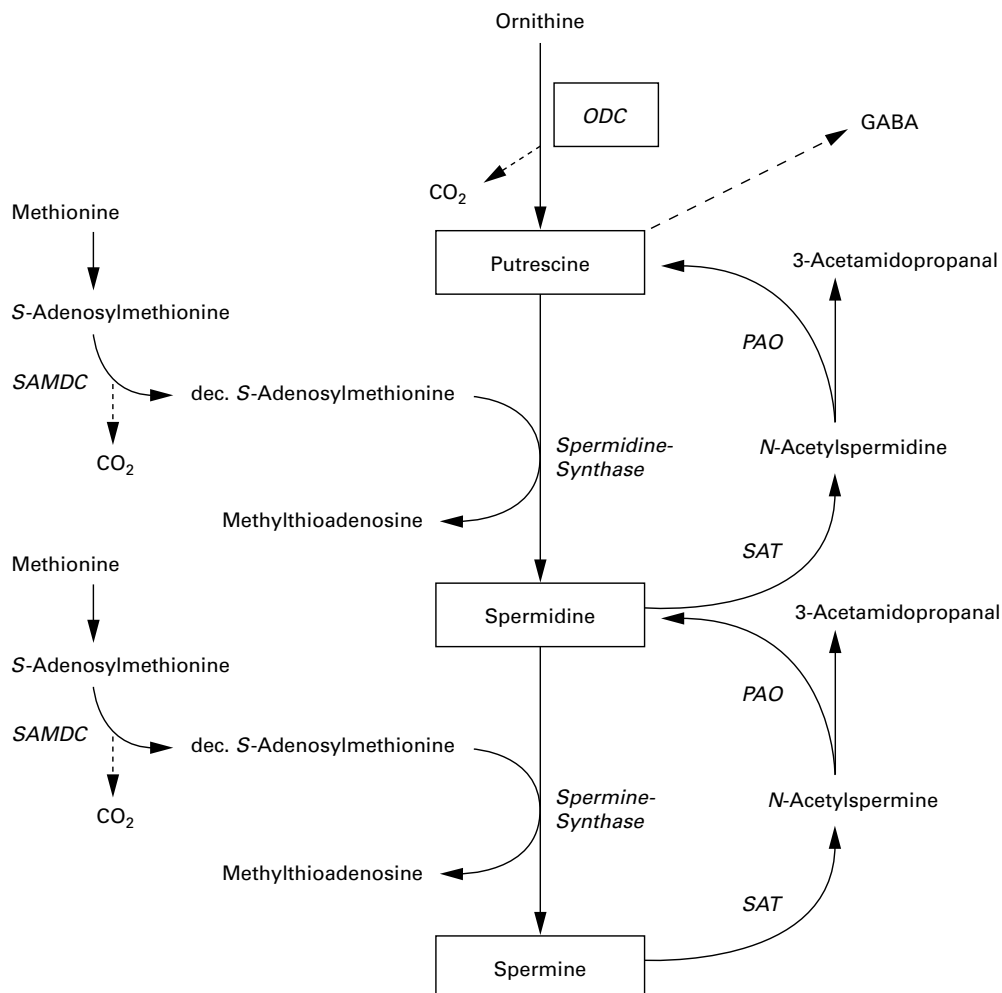 Ornithine
ODC
GABA
CO2
Methionine
Putrescine
3-Acetamidopropanal
S-Adenosylmethionine
PAO
SAMDC
dec. S-Adenosylmethionine
CO2
Spermidine-
Synthase
N-Acetylspermidine
Methylthioadenosine
SAT
Methionine
Spermidine
3-Acetamidopropanal
S-Adenosylmethionine
PAO
SAMDC
dec. S-Adenosylmethionine
CO2
Spermine-
Synthase
N-Acetylspermine
Methylthioadenosine
SAT
Spermine